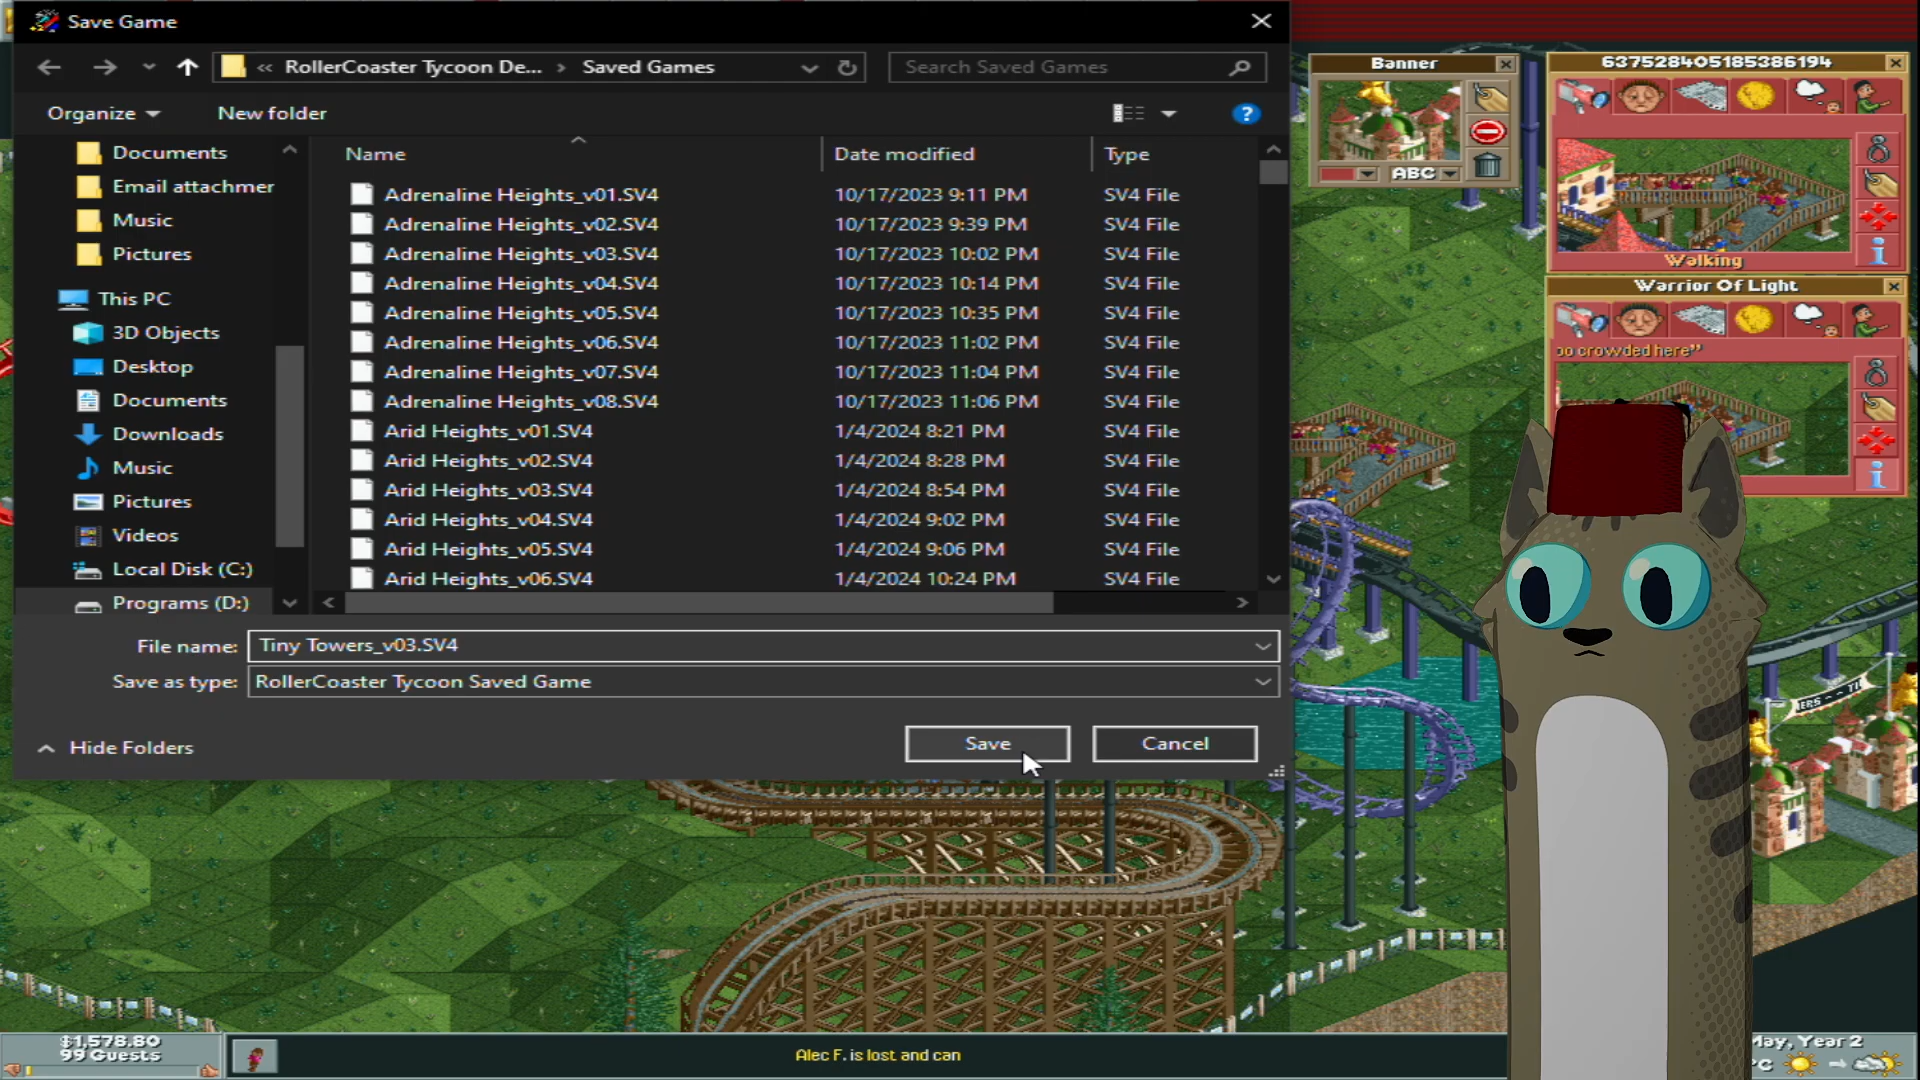 Save Game
« RollerCoaster Tycoon De... › Saved Games
Search Saved Games
Organize
New folder
?
Documents
Email attachmer
Music
Pictures
This PC
3D Objects
Desktop
Documents
Downloads
Music
Pictures
Videos
Local Disk (C:)
Programs (D:)
Name Date modified Type
Adrenaline Heights_v01.SV4 10/17/2023 9:11 PM SV4 File
Adrenaline Heights_v02.SV4 10/17/2023 9:39 PM SV4 File
Adrenaline Heights_v03.SV4 10/17/2023 10:02 PM SV4 File
Adrenaline Heights_v04.SV4 10/17/2023 10:14 PM SV4 File
Adrenaline Heights_v05.SV4 10/17/2023 10:35 PM SV4 File
Adrenaline Heights_v06.SV4 10/17/2023 11:02 PM SV4 File
Adrenaline Heights_v07.SV4 10/17/2023 11:04 PM SV4 File
Adrenaline Heights_v08.SV4 10/17/2023 11:06 PM SV4 File
Arid Heights_v01.SV4 1/4/2024 8:21 PM SV4 File
Arid Heights_v02.SV4 1/4/2024 8:28 PM SV4 File
Arid Heights_v03.SV4 1/4/2024 8:54 PM SV4 File
Arid Heights_v04.SV4 1/4/2024 9:02 PM SV4 File
Arid Heights_v05.SV4 1/4/2024 9:06 PM SV4 File
Arid Heights_v06.SV4 1/4/2024 10:24 PM SV4 File
File name: Tiny Towers_v03.SV4
Save as type: RollerCoaster Tycoon Saved Game
Hide Folders
Save
Cancel
Banner
ABC
637528405185386194
Walking
Warrior Of Light
oo crowded here”
$1,578.80
99 Guests
Alec F. is lost and can
May, Year 2
°C